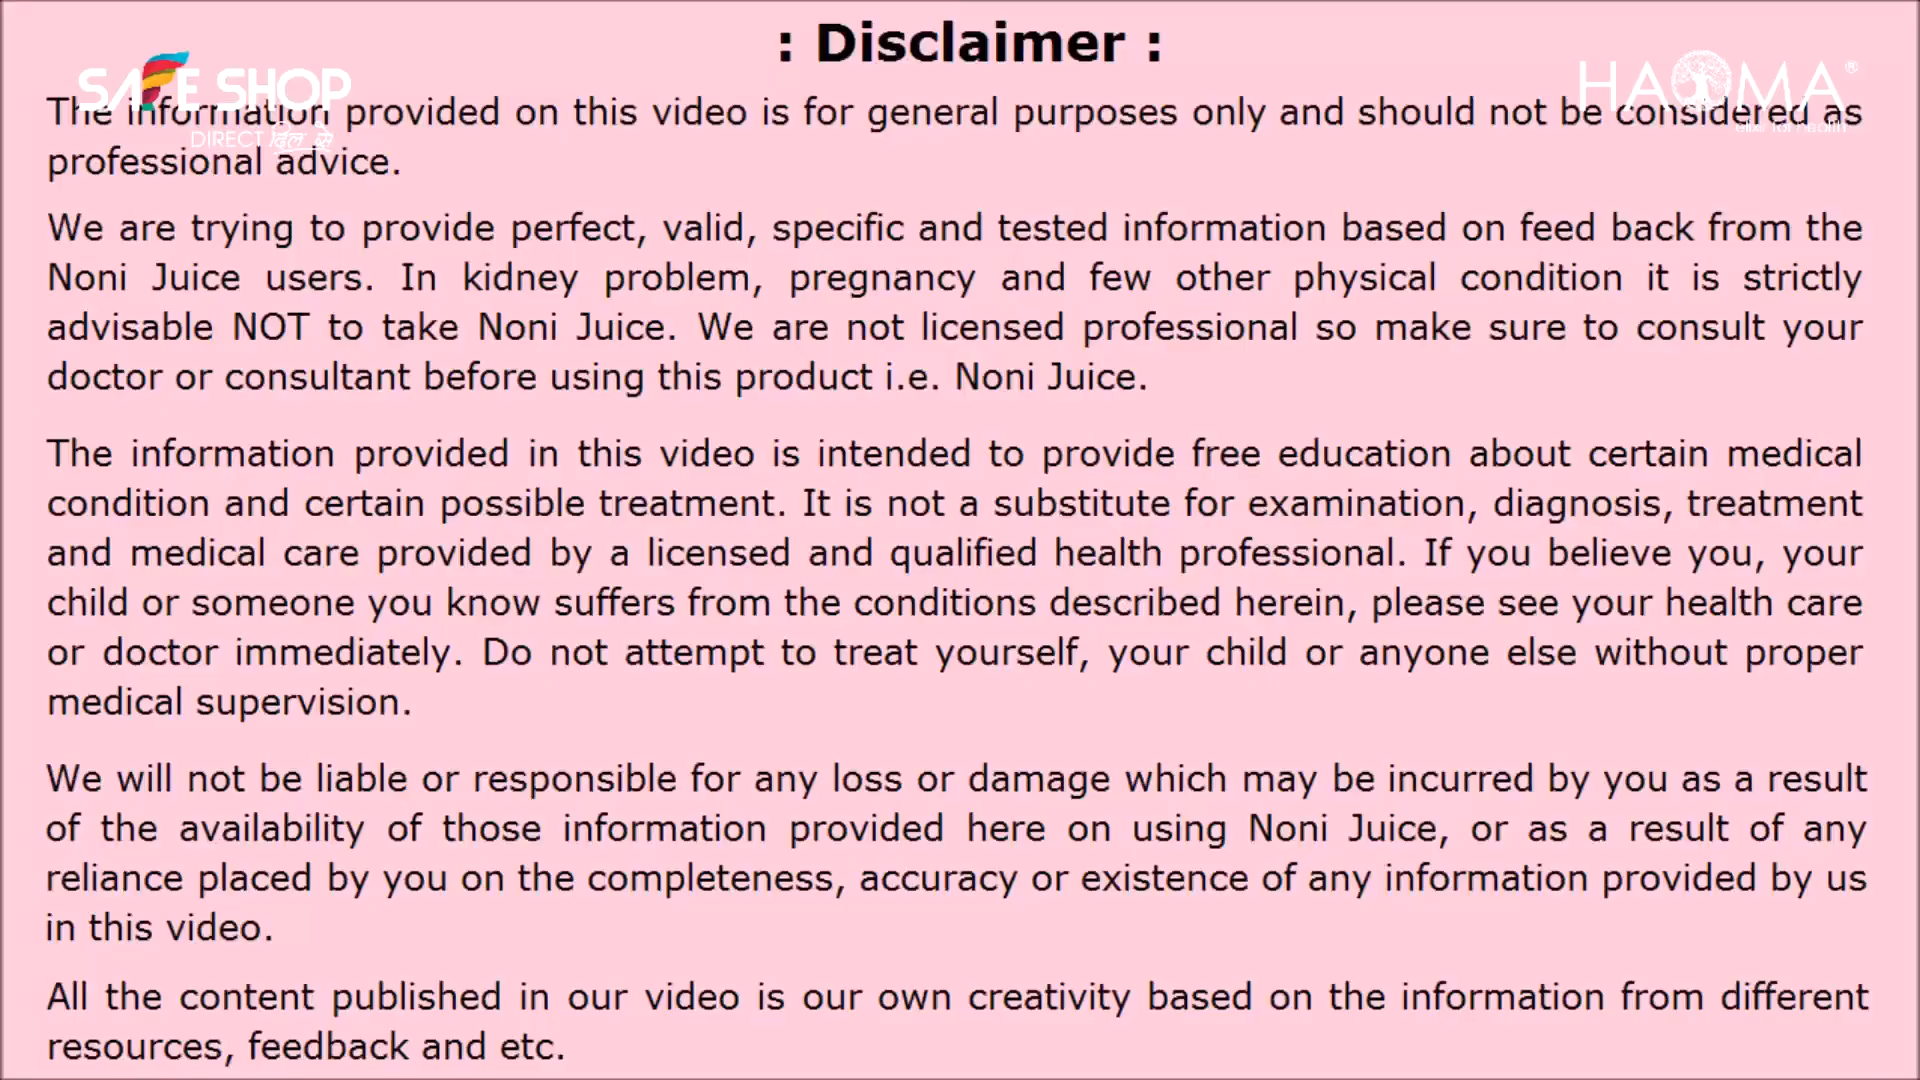 : Disclaimer :
SAFE SHOP
DIRECT दिल से
HAOMA®
elixir for health
The information provided on this video is for general purposes only and should not be considered as
professional advice.
We are trying to provide perfect, valid, specific and tested information based on feed back from the
Noni Juice users. In kidney problem, pregnancy and few other physical condition it is strictly
advisable NOT to take Noni Juice. We are not licensed professional so make sure to consult your
doctor or consultant before using this product i.e. Noni Juice.
The information provided in this video is intended to provide free education about certain medical
condition and certain possible treatment. It is not a substitute for examination, diagnosis, treatment
and medical care provided by a licensed and qualified health professional. If you believe you, your
child or someone you know suffers from the conditions described herein, please see your health care
or doctor immediately. Do not attempt to treat yourself, your child or anyone else without proper
medical supervision.
We will not be liable or responsible for any loss or damage which may be incurred by you as a result
of the availability of those information provided here on using Noni Juice, or as a result of any
reliance placed by you on the completeness, accuracy or existence of any information provided by us
in this video.
All the content published in our video is our own creativity based on the information from different
resources, feedback and etc.